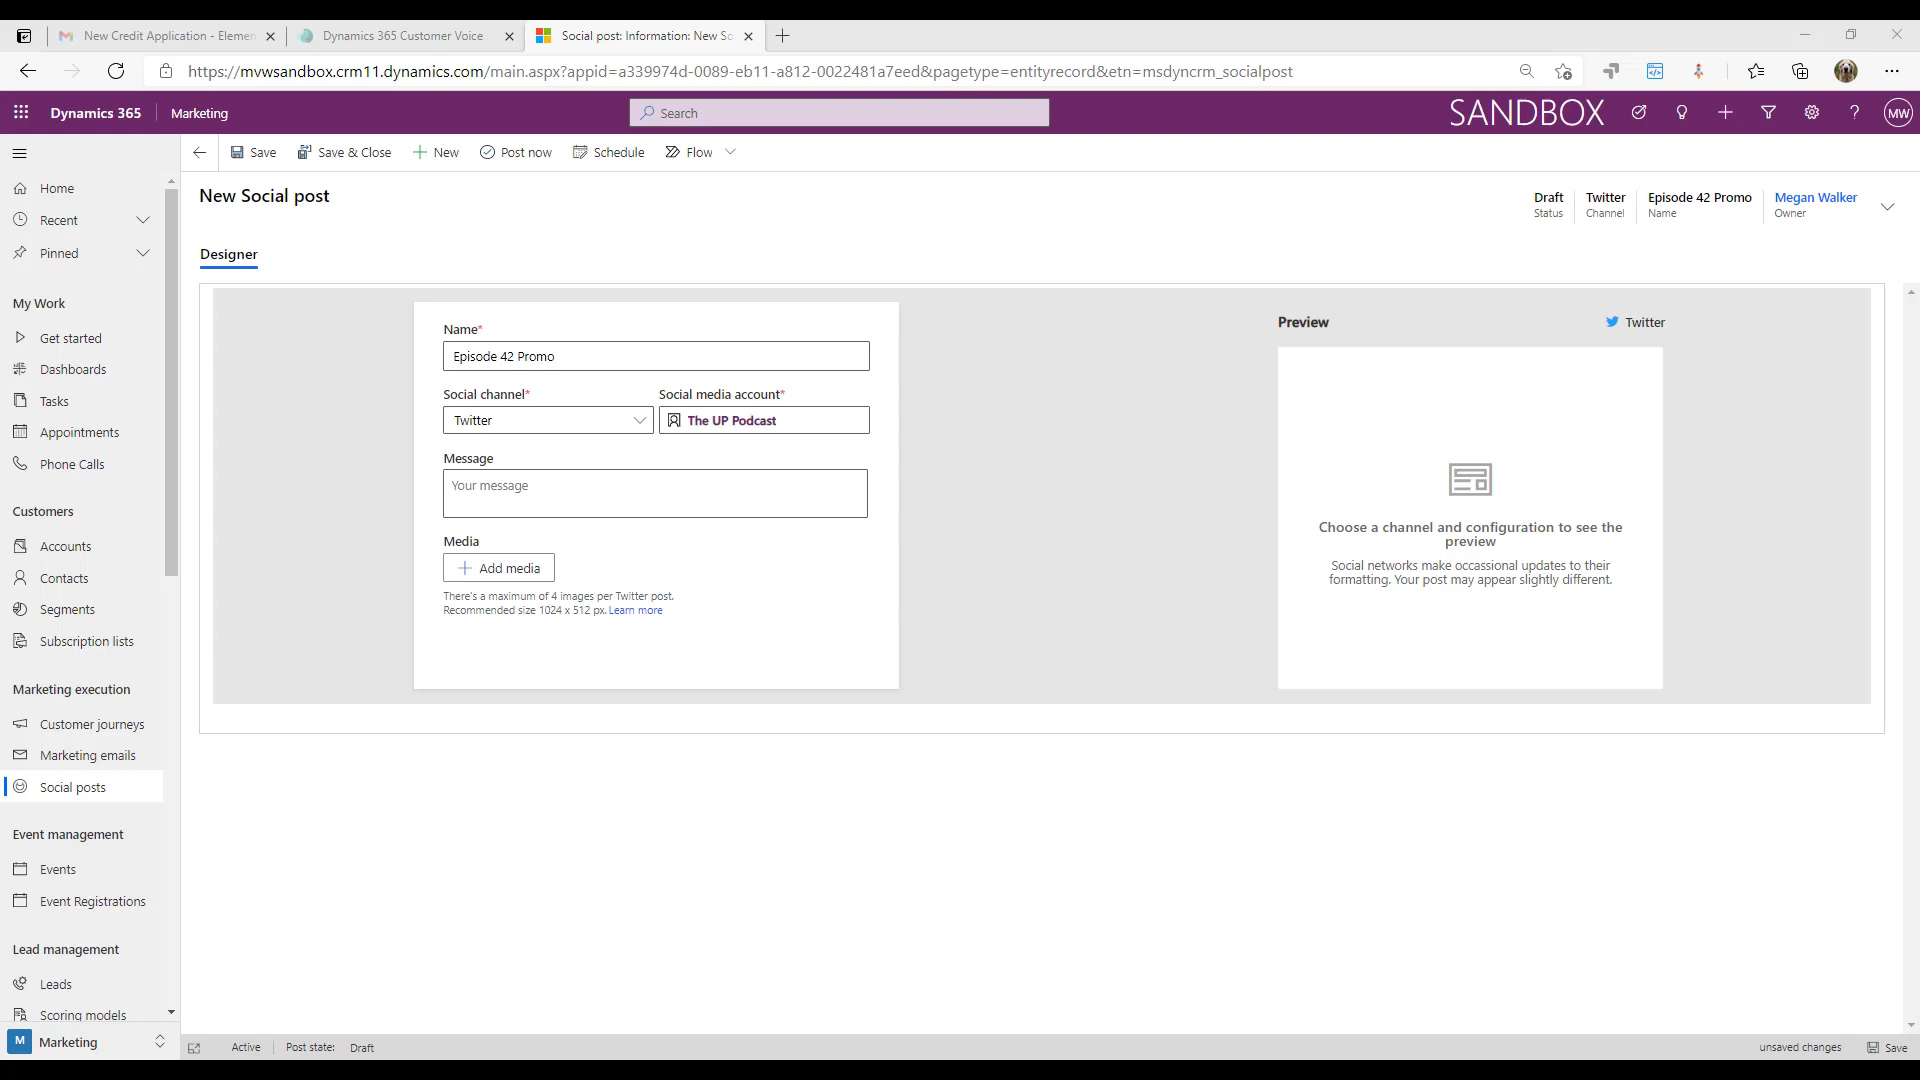 New Credit Application - Elemen
Dynamics 365 Customer Voice
Social post: Information: New So
https://mvwsandbox.crm11.dynamics.com/main.aspx?appid=a339974d-0089-eb11-a812-0022481a7eed&pagetype=entityrecord&etn=msdyncrm_socialpost
Dynamics 365
Marketing
Search
SANDBOX
MW
Save
Save & Close
New
Post now
Schedule
Flow
Home
Recent
Pinned
My Work
Get started
Dashboards
Tasks
Appointments
Phone Calls
Customers
Accounts
Contacts
Segments
Subscription lists
Marketing execution
Customer journeys
Marketing emails
Social posts
Event management
Events
Event Registrations
Lead management
Leads
Scoring models
M
Marketing
New Social post
Draft
Status
Twitter
Channel
Episode 42 Promo
Name
Megan Walker
Owner
Designer
Name*
Episode 42 Promo
Social channel*
Social media account*
Twitter
The UP Podcast
Message
Your message
Media
Add media
There's a maximum of 4 images per Twitter post.
Recommended size 1024 x 512 px. Learn more
Preview
Twitter
Choose a channel and configuration to see the
preview
Social networks make occassional updates to their
formatting. Your post may appear slightly different.
Active
Post state:
Draft
unsaved changes
Save